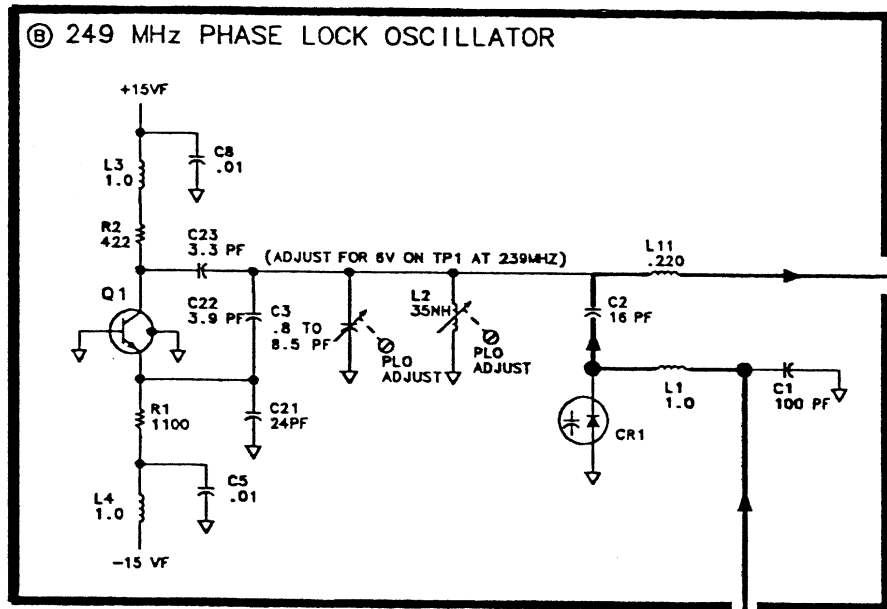 Ⓑ 249 MHz PHASE LOCK OSCILLATOR
+15VF
C8
.01
L3
1.0
R2
422
C23
3.3 PF
(ADJUST FOR 6V ON TP1 AT 239MHZ)
L11
.220
Q1
C22
3.9 PF
C3
.8 TO
8.5 PF
PLO
ADJUST
L2
35NH
PLO
ADJUST
C2
16 PF
L1
1.0
C1
100 PF
R1
1100
C21
24PF
CR1
C5
.01
L4
1.0
-15 VF